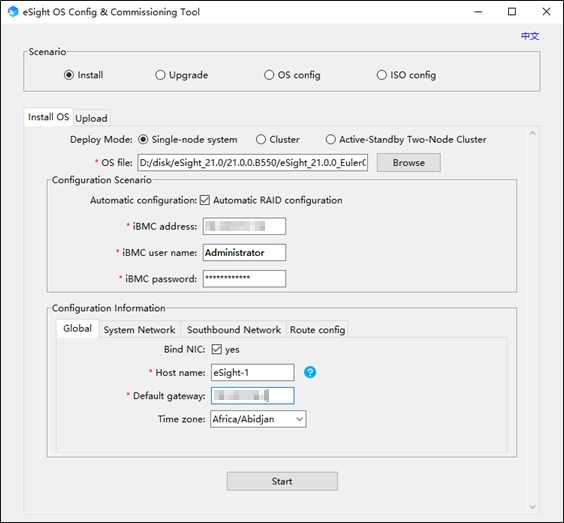 eSight OS Config & Commissioning Tool
中文
Scenario
Install Upgrade OS config ISO config
Install OS Upload
Deploy Mode: Single-node system Cluster Active-Standby Two-Node Cluster
* OS file: D:/disk/eSight_21.0/21.0.0.B550/eSight_21.0.0_Euler Browse
Configuration Scenario
Automatic configuration: Automatic RAID configuration
* iBMC address:
* iBMC user name: Administrator
* iBMC password: ************
Configuration Information
Global System Network Southbound Network Route config
Bind NIC: yes
* Host name: eSight-1 ?
* Default gateway:
Time zone: Africa/Abidjan
Start